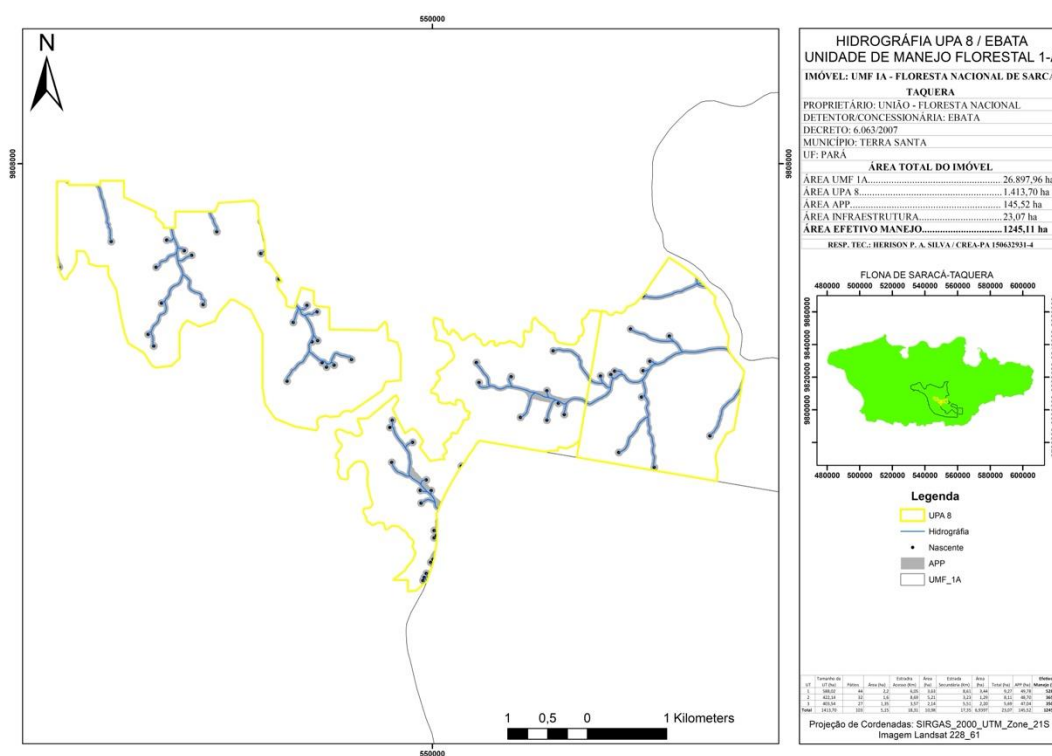 550000
N
9808000
9808000
1 0,5 0 1 Kilometers
550000
HIDROGRÁFIA UPA 8 / EBATA
UNIDADE DE MANEJO FLORESTAL 1-
IMÓVEL: UMF IA - FLORESTA NACIONAL DE SARCA
TAQUERA
PROPRIETÁRIO: UNIÃO - FLORESTA NACIONAL
DETENTOR/CONCESSIONÁRIA: EBATA
DECRETO: 6.063/2007
MUNICÍPIO: TERRA SANTA
UF: PARÁ
ÁREA TOTAL DO IMÓVEL
ÁREA UMF 1A 26.897,96 ha
ÁREA UPA 8 1.413,70 ha
ÁREA APP 145,52 ha
ÁREA INFRAESTRUTURA 23,07 ha
ÁREA EFETIVO MANEJO 1245,11 ha
RESP. TEC.: HERISON P. A. SILVA / CREA-PA 150632931-4
FLONA DE SARACÁ-TAQUERA
480000 500000 520000 540000 560000 580000 600000
9860000
9840000
9820000
9800000
480000 500000 520000 540000 560000 580000 600000
Legenda
UPA 8
Hidrográfia
Nascente
APP
UMF_1A
Projeção de Cordenadas: SIRGAS_2000_UTM_Zone_21S
Imagem Landsat 228_61